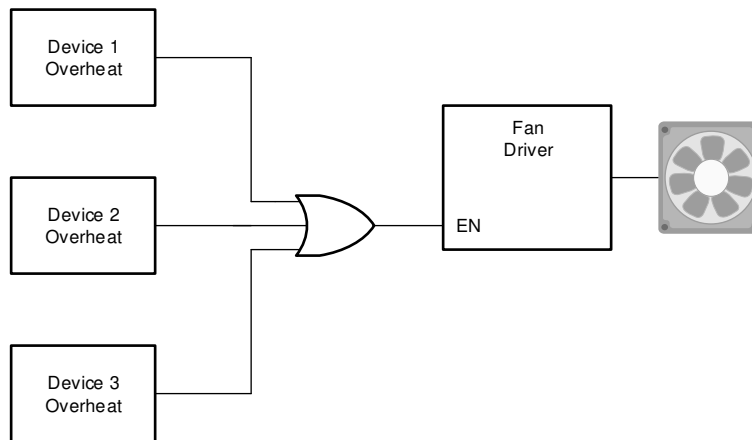 Device 1
Overheat
Device 2
Overheat
Device 3
Overheat
Fan
Driver
EN